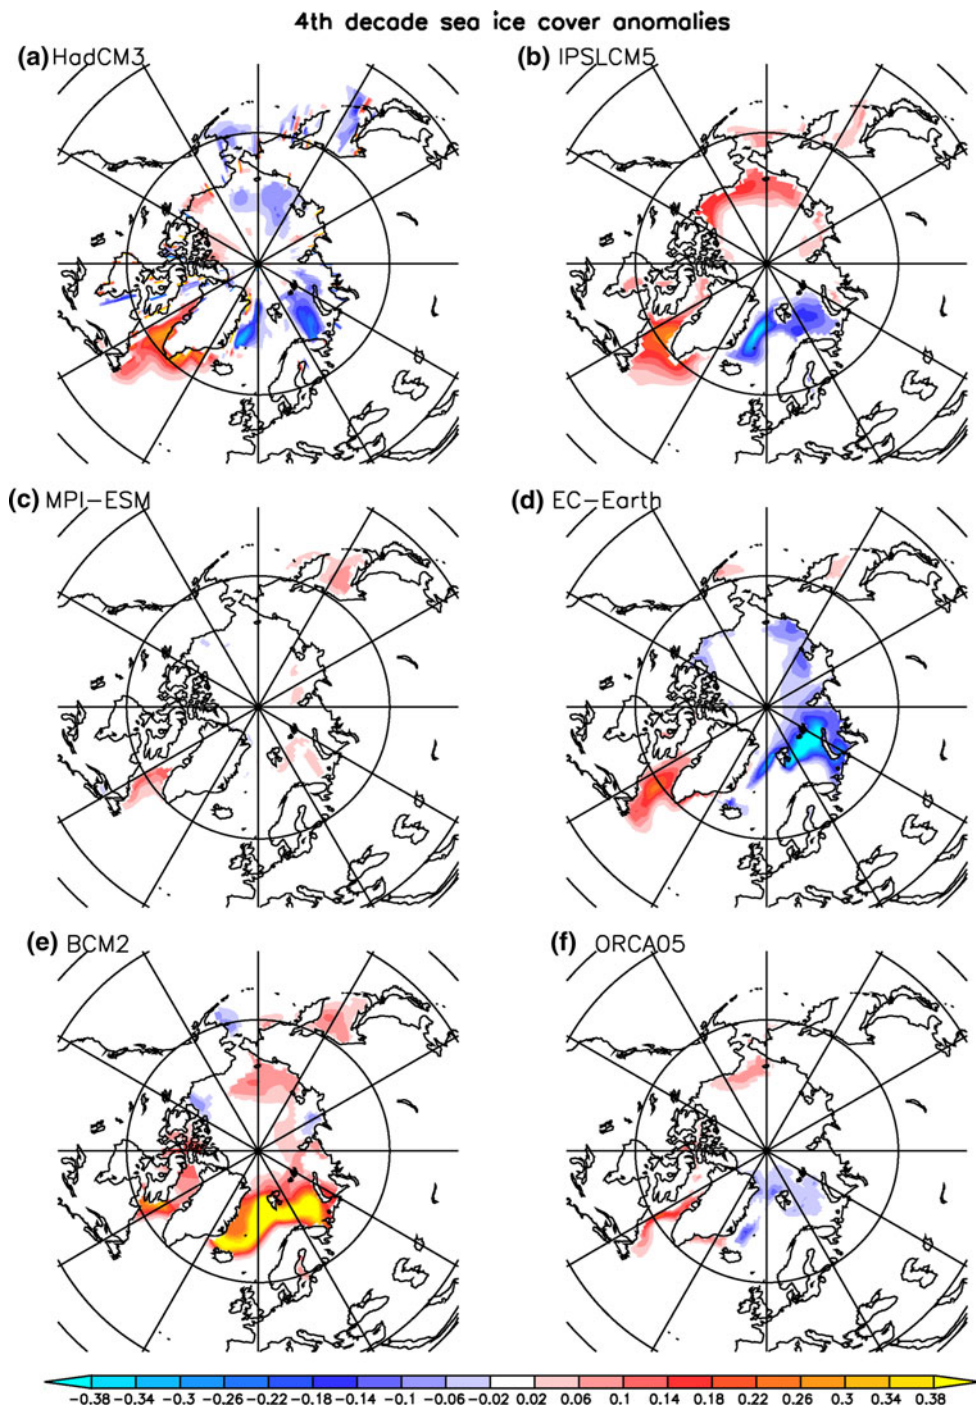 4th decade sea ice cover anomalies
(a) HadCM3
(b) IPSLCM5
(c) MPI-ESM
(d) EC-Earth
(e) BCM2
(f) ORCA05
-0.38 -0.34 -0.3 -0.26 -0.22 -0.18 -0.14 -0.1 -0.06 -0.02 0.02 0.06 0.1 0.14 0.18 0.22 0.26 0.3 0.34 0.38